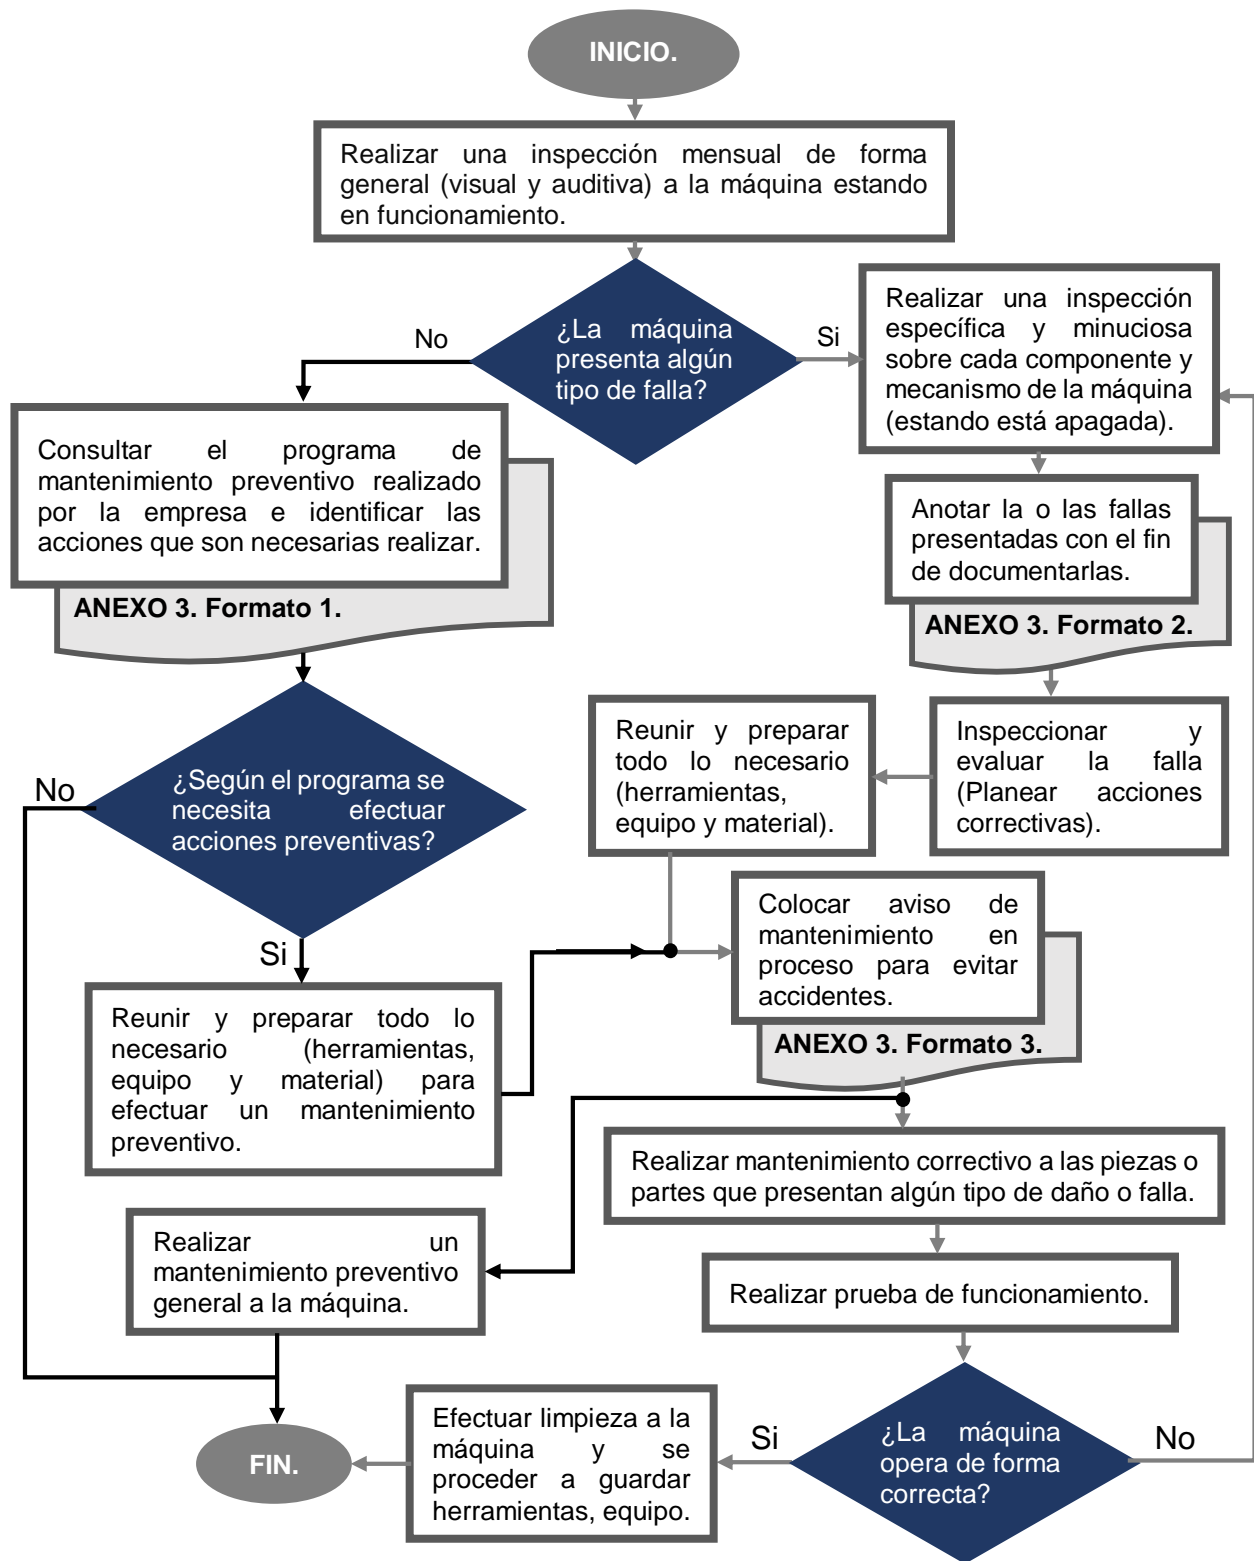 INICIO.
Realizar una inspección mensual de forma
general (visual y auditiva) a la máquina estando
en funcionamiento.
¿La máquina
presenta algún
tipo de falla?
No
Si
Realizar una inspección
específica y minuciosa
sobre cada componente y
mecanismo de la máquina
(estando está apagada).
Consultar el programa de
mantenimiento preventivo realizado
por la empresa e identificar las
acciones que son necesarias realizar.
ANEXO 3. Formato 1.
Anotar la o las fallas
presentadas con el fin
de documentarlas.
ANEXO 3. Formato 2.
Inspeccionar y
evaluar la falla
(Planear acciones
correctivas).
Reunir y preparar
todo lo necesario
(herramientas,
equipo y material).
¿Según el programa se
necesita efectuar
acciones preventivas?
No
Si
Colocar aviso de
mantenimiento en
proceso para evitar
accidentes.
ANEXO 3. Formato 3.
Reunir y preparar todo lo
necesario (herramientas,
equipo y material) para
efectuar un mantenimiento
preventivo.
Realizar mantenimiento correctivo a las piezas o
partes que presentan algún tipo de daño o falla.
Realizar un
mantenimiento preventivo
general a la máquina.
Realizar prueba de funcionamiento.
¿La máquina
opera de forma
correcta?
Si
No
Efectuar limpieza a la
máquina y se
proceder a guardar
herramientas, equipo.
FIN.